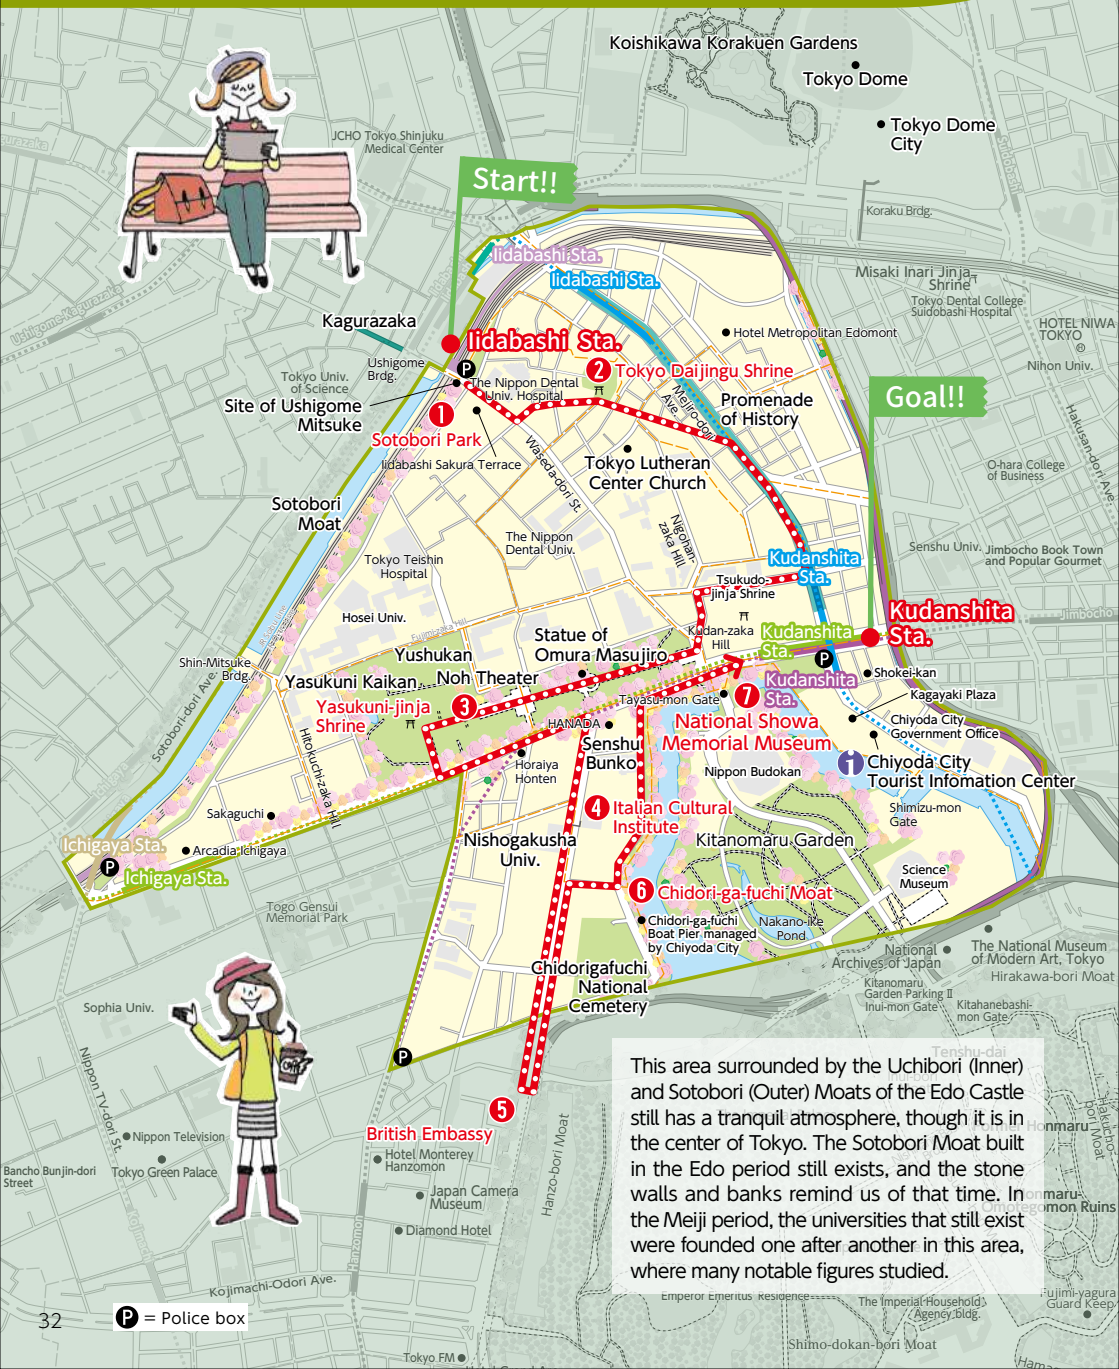 Koishikawa Korakuen Gardens
Tokyo Dome
Tokyo Dome
City
JCHO Tokyo Shinjuku
Medical Center
Start!!
Koraku Brdg.
Iidabashi Sta.
Iidabashi Sta.
Misaki Inari Jinja
Shrine
Tokyo Dental College
Suidobashi Hospital
Ushigome-Kagurazaka
Kagurazaka
Iidabashi Sta.
Hotel Metropolitan Edomont
HOTEL NIWA
TOKYO
Nihon Univ.
Ushigome
Brdg.
P
Tokyo Univ.
of Science
The Nippon Dental
Univ. Hospital
2 Tokyo Daijingu Shrine
Mejiro-dori
Ave.
Promenade
of History
Goal!!
Site of Ushigome
Mitsuke
1
Sotobori Park
Iidabashi Sakura Terrace
Waseda-dori St.
Tokyo Lutheran
Center Church
Hakusan-dori Ave.
O-hara College
of Business
Sotobori
Moat
The Nippon
Dental Univ.
Nigohan-
zaka Hill
Tokyo Teishin
Hospital
Kudanshita
Sta.
Senshu Univ.
Jimbocho Book Town
and Popular Gourmet
Tsukudo-
jinja Shrine
Jimbocho
Hosei Univ.
Fujimi-zaka Hill
Kudan-zaka
Hill
Kudanshita
Sta.
Kudanshita
Sta.
Statue of
Omura Masujiro
Yushukan
Noh Theater
Shin-Mitsuke
Brdg.
Yasukuni Kaikan
P
Shokei-kan
Kudanshita
Sta.
Sotobori-dori Ave.
Yasukuni-jinja
Shrine
3
Tayasu-mon Gate
7
National Showa
Memorial Museum
Kagayaki Plaza
Chiyoda City
Government Office
HANADA
Senshu
Bunko
Hitokuchi-zaka Hill
Horaiya
Honten
Nippon Budokan
i
Chiyoda City
Tourist Infomation Center
Sakaguchi
4 Italian Cultural
Institute
Shimizu-mon
Gate
Ichigaya Sta.
Arcadia Ichigaya
Nishogakusha
Univ.
Kitanomaru Garden
P
Ichigaya Sta.
Science
Museum
6 Chidori-ga-fuchi Moat
Togo Gensui
Memorial Park
Chidori-ga-fuchi
Boat Pier managed
by Chiyoda City
Nakano-ike
Pond
National
Archives of Japan
The National Museum
of Modern Art, Tokyo
Hirakawa-bori Moat
Chidorigafuchi
National
Cemetery
Kitanomaru
Garden Parking II
Inui-mon Gate
Kitahanebashi-
mon Gate
Sophia Univ.
Coffee
P
Tenshu-dai
Nippon TV-dori St.
5
British Embassy
Hanzo-bori Moat
Nippon Television
Tokyo Green Palace
Bancho Bunjin-dori
Street
Hotel Monterey
Hanzomon
Japan Camera
Museum
Diamond Hotel
Hanzomon
Kojimachi
Kojimachi-Odori Ave.
This area surrounded by the Uchibori (Inner)
and Sotobori (Outer) Moats of the Edo Castle
still has a tranquil atmosphere, though it is in
the center of Tokyo. The Sotobori Moat built
in the Edo period still exists, and the stone
walls and banks remind us of that time. In
the Meiji period, the universities that still exist
were founded one after another in this area,
where many notable figures studied.
Emperor Emeritus' Residence
The Imperial Household
Agency bldg.
Fujimi-yagura
Guard Keep
Shimo-dokan-bori Moat
32
P = Police box
Tokyo FM